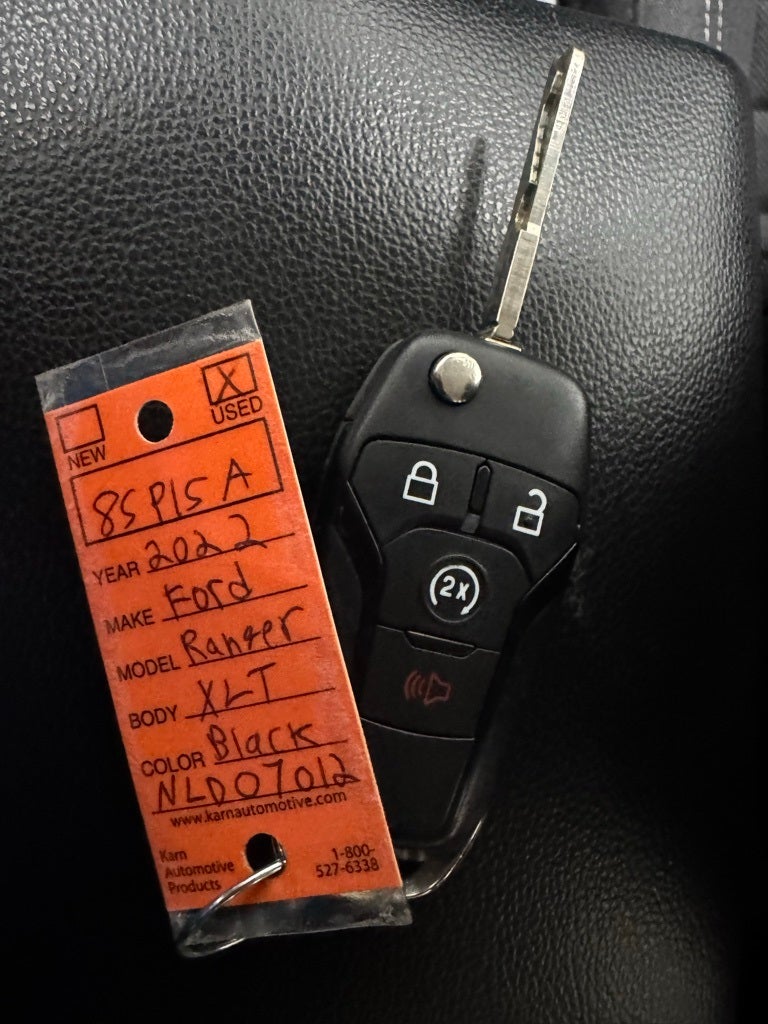 X
NEW USED
85P15A
YEAR 2022
MAKE Ford
MODEL Ranger
BODY XLT
COLOR Black
NLD07012
www.karnautomotive.com
Karn
Automotive
Products
1-800-
527-6338
2x